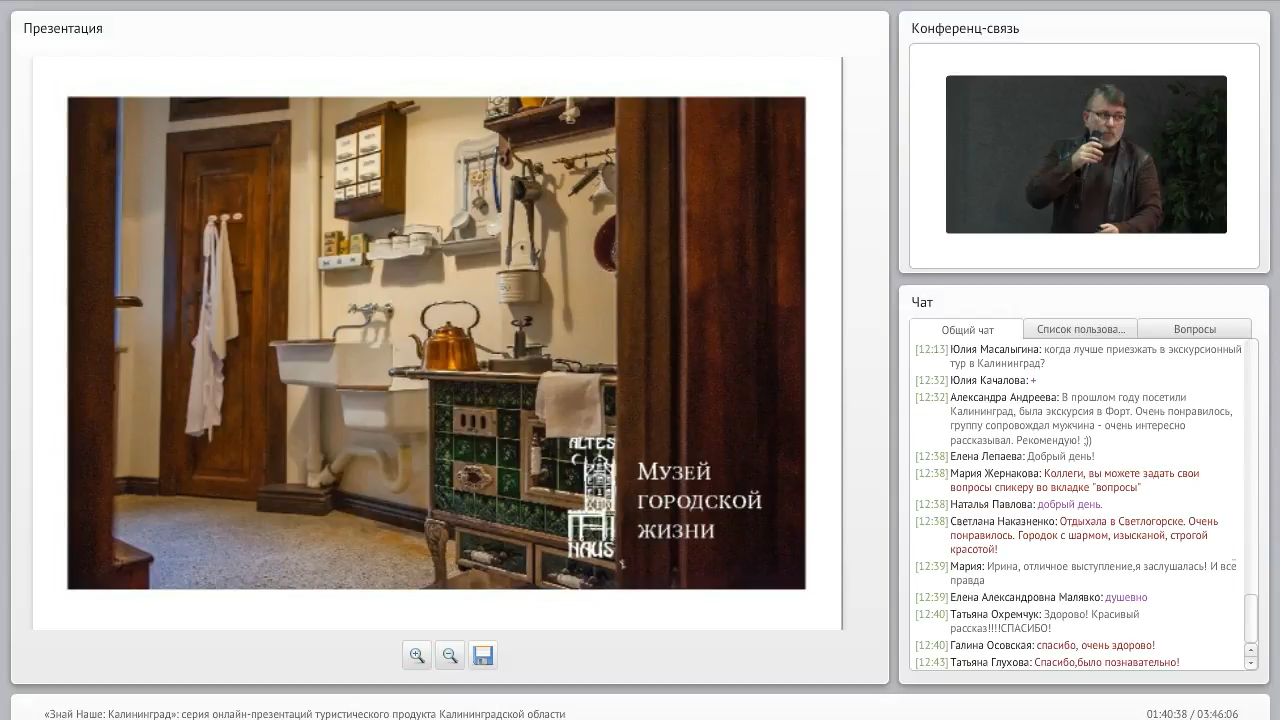 Презентация
ALTES
HAUS
Музей
городской
жизни
Конференц-связь
Чат
Общий чат
Список пользова...
Вопросы
[12:13] Юлия Масалыгина: когда лучше приезжать в экскурсионный
тур в Калининград?
[12:32] Юлия Качалова: +
[12:32] Александра Андреева: В прошлом году посетили
Калининград, была экскурсия в Форт. Очень понравилось,
группу сопровождал мужчина - очень интересно
рассказывал. Рекомендую! ;))
[12:38] Елена Лепаева: Добрый день!
[12:38] Мария Жернакова: Коллеги, вы можете задать свои
вопросы спикеру во вкладке "вопросы"
[12:38] Наталья Павлова: добрый день.
[12:38] Светлана Наказненко: Отдыхала в Светлогорске. Очень
понравилось. Городок с шармом, изысканой, строгой
красотой!
[12:39] Мария: Ирина, отличное выступление,я заслушалась! И всё
правда
[12:39] Елена Александровна Малявко: душевно
[12:40] Татьяна Охремчук: Здорово! Красивый
рассказ!!!!СПАСИБО!
[12:40] Галина Осовская: спасибо, очень здорово!
[12:43] Татьяна Глухова: Спасибо,было познавательно!
«Знай Наше: Калининград»: серия онлайн-презентаций туристического продукта Калининградской области
01:40:38 / 03:46:06